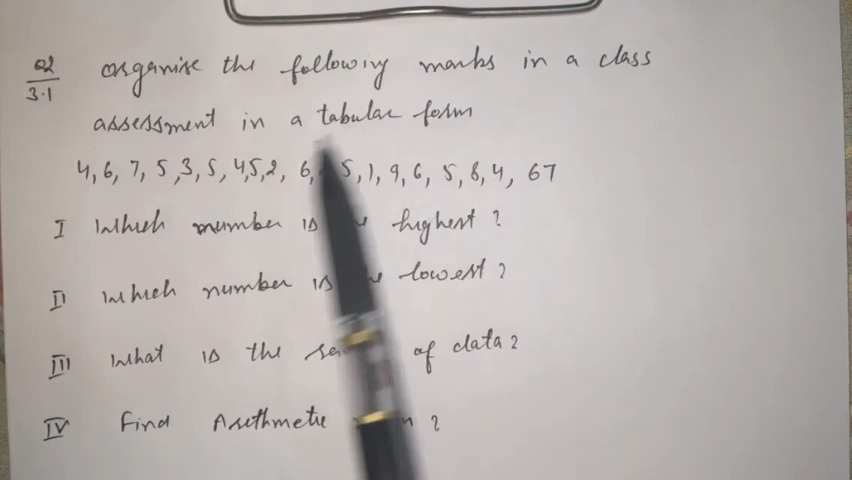 Q2
3.1
organise the following marks in a class
assessment in a tabular form
4, 6, 7, 5, 3, 5, 4, 5, 2, 6, 5, 1, 9, 6, 5, 8, 4, 67
I Which number is highest?
II Which number is lowest?
III What is the of data?
IV Find Arithmetic ?